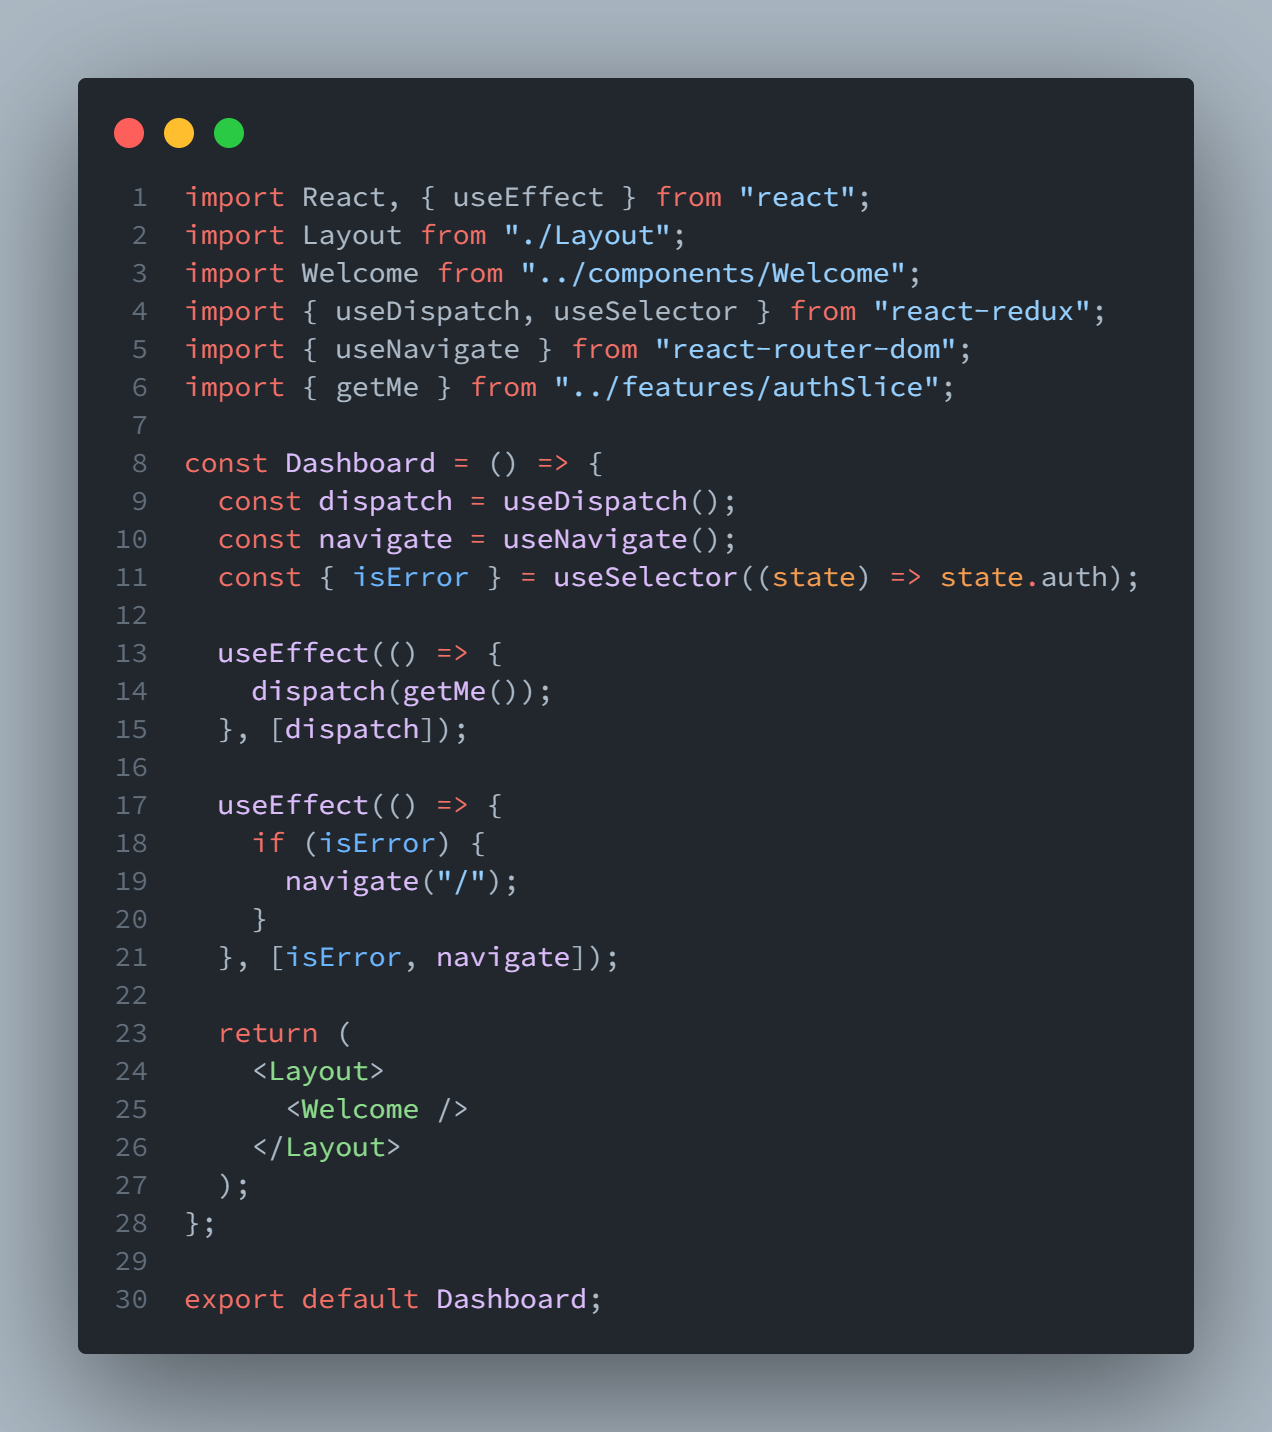 1 import React, { useEffect } from "react";
2 import Layout from "./Layout";
3 import Welcome from "../components/Welcome";
4 import { useDispatch, useSelector } from "react-redux";
5 import { useNavigate } from "react-router-dom";
6 import { getMe } from "../features/authSlice";
7
8 const Dashboard = () => {
9   const dispatch = useDispatch();
10   const navigate = useNavigate();
11   const { isError } = useSelector((state) => state.auth);
12
13   useEffect(() => {
14     dispatch(getMe());
15   }, [dispatch]);
16
17   useEffect(() => {
18     if (isError) {
19       navigate("/");
20     }
21   }, [isError, navigate]);
22
23   return (
24     <Layout>
25       <Welcome />
26     </Layout>
27   );
28 };
29
30 export default Dashboard;